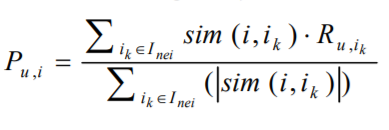 P_{u,i} = \frac{\sum_{i_k \in I_{nei}} sim (i, i_k) \cdot R_{u,i_k}}{\sum_{i_k \in I_{nei}} (|sim (i, i_k)|)}